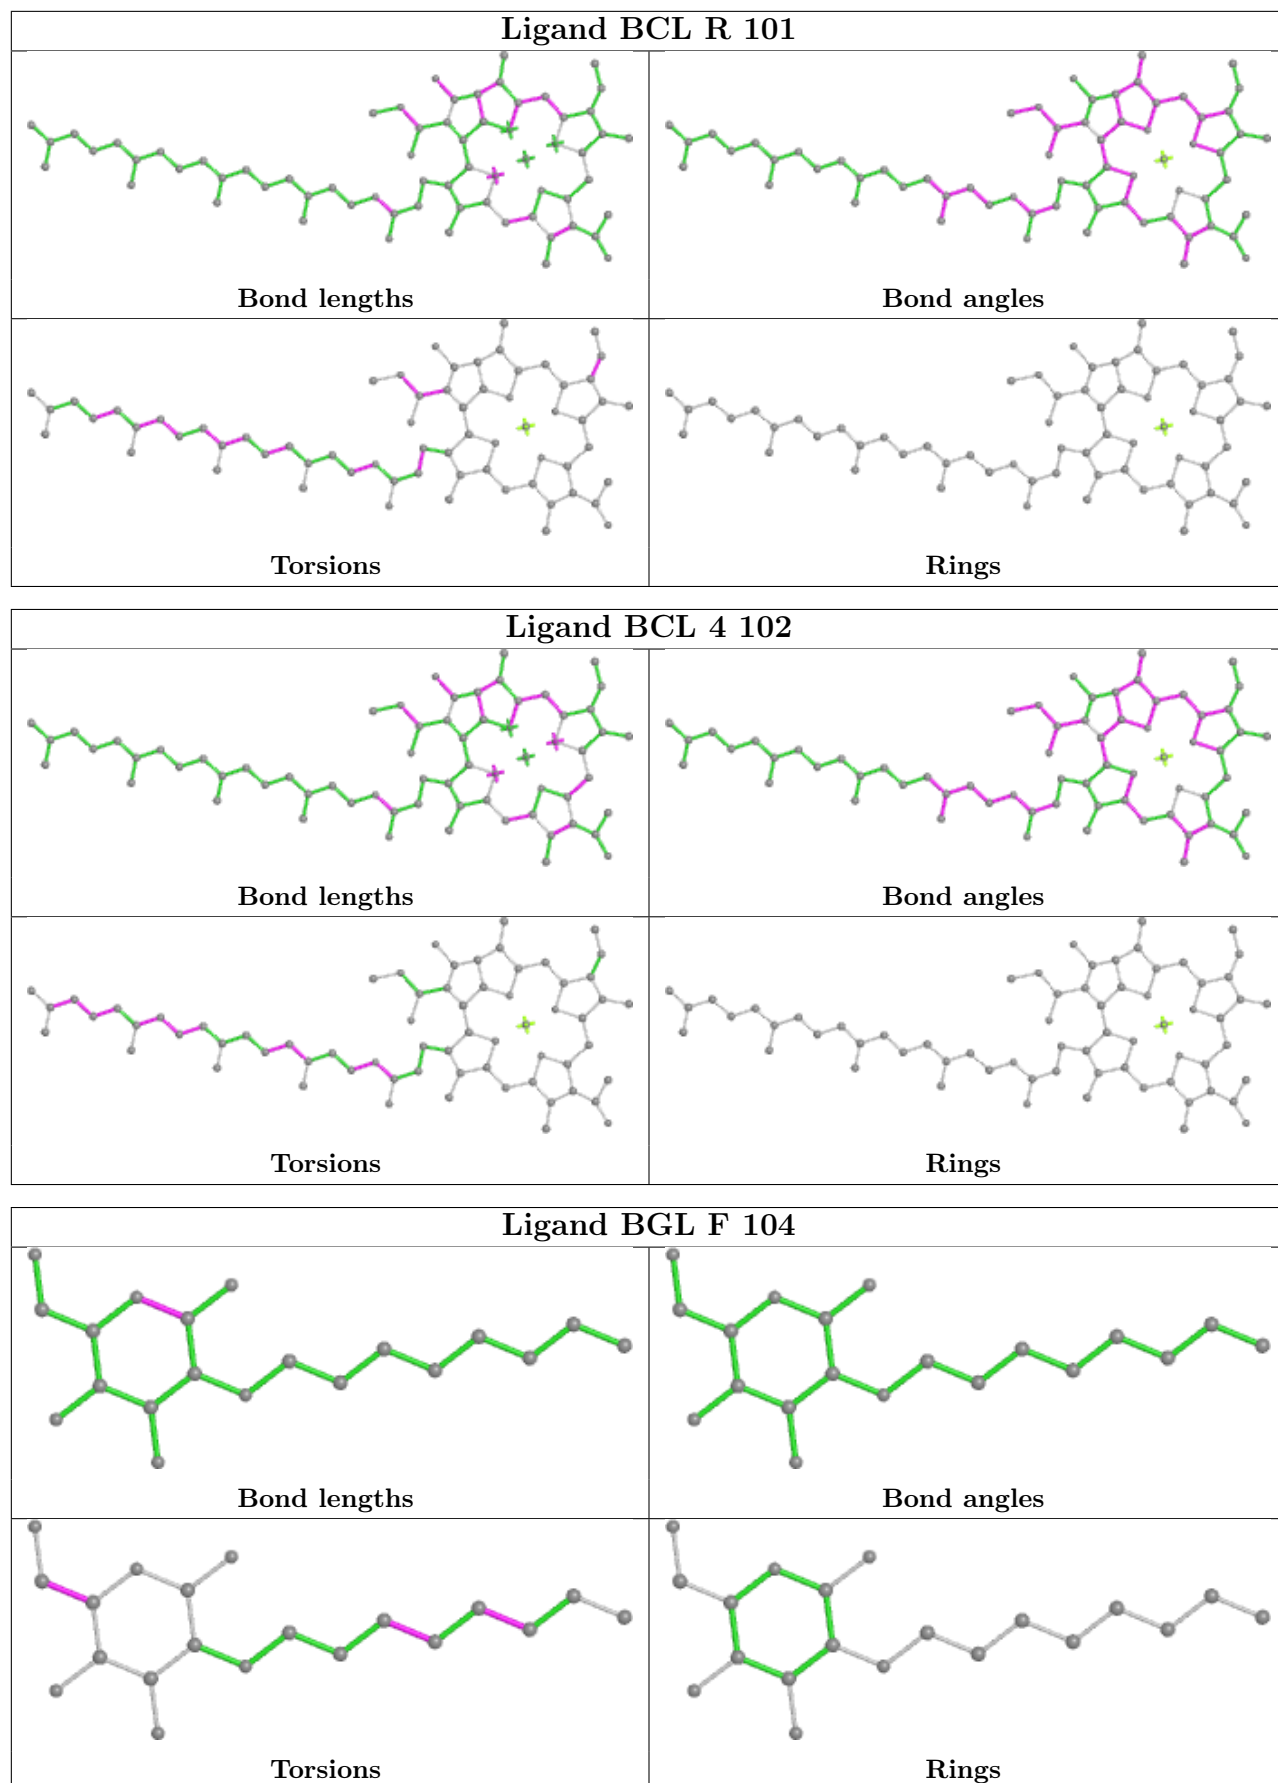 Ligand BCL R 101
Bond lengths
Bond angles
Torsions
Rings
Ligand BCL 4 102
Bond lengths
Bond angles
Torsions
Rings
Ligand BGL F 104
Bond lengths
Bond angles
Torsions
Rings